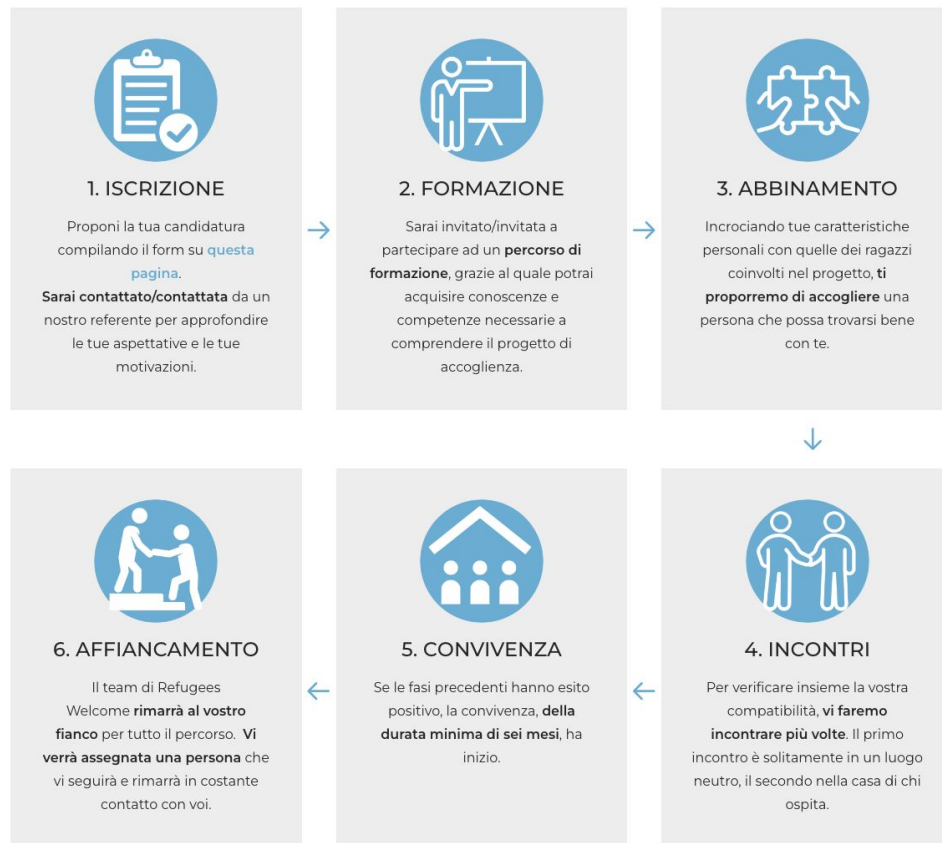 1. ISCRIZIONE
Proponi la tua candidatura
compilando il form su questa
pagina.
Sarai contattato/contattata da un
nostro referente per approfondire
le tue aspettative e le tue
motivazioni.
2. FORMAZIONE
Sarai invitato/invitata a
partecipare ad un percorso di
formazione, grazie al quale potrai
acquisire conoscenze e
competenze necessarie a
comprendere il progetto di
accoglienza.
3. ABBINAMENTO
Incrociando tue caratteristiche
personali con quelle dei ragazzi
coinvolti nel progetto, ti
proporremo di accogliere una
persona che possa trovarsi bene
con te.
4. INCONTRI
Per verificare insieme la vostra
compatibilità, vi faremo
incontrare più volte. Il primo
incontro è solitamente in un luogo
neutro, il secondo nella casa di chi
ospita.
5. CONVIVENZA
Se le fasi precedenti hanno esito
positivo, la convivenza, della
durata minima di sei mesi, ha
inizio.
6. AFFIANCAMENTO
Il team di Refugees
Welcome rimarrà al vostro
fianco per tutto il percorso. Vi
verrà assegnata una persona che
vi seguirà e rimarrà in costante
contatto con voi.